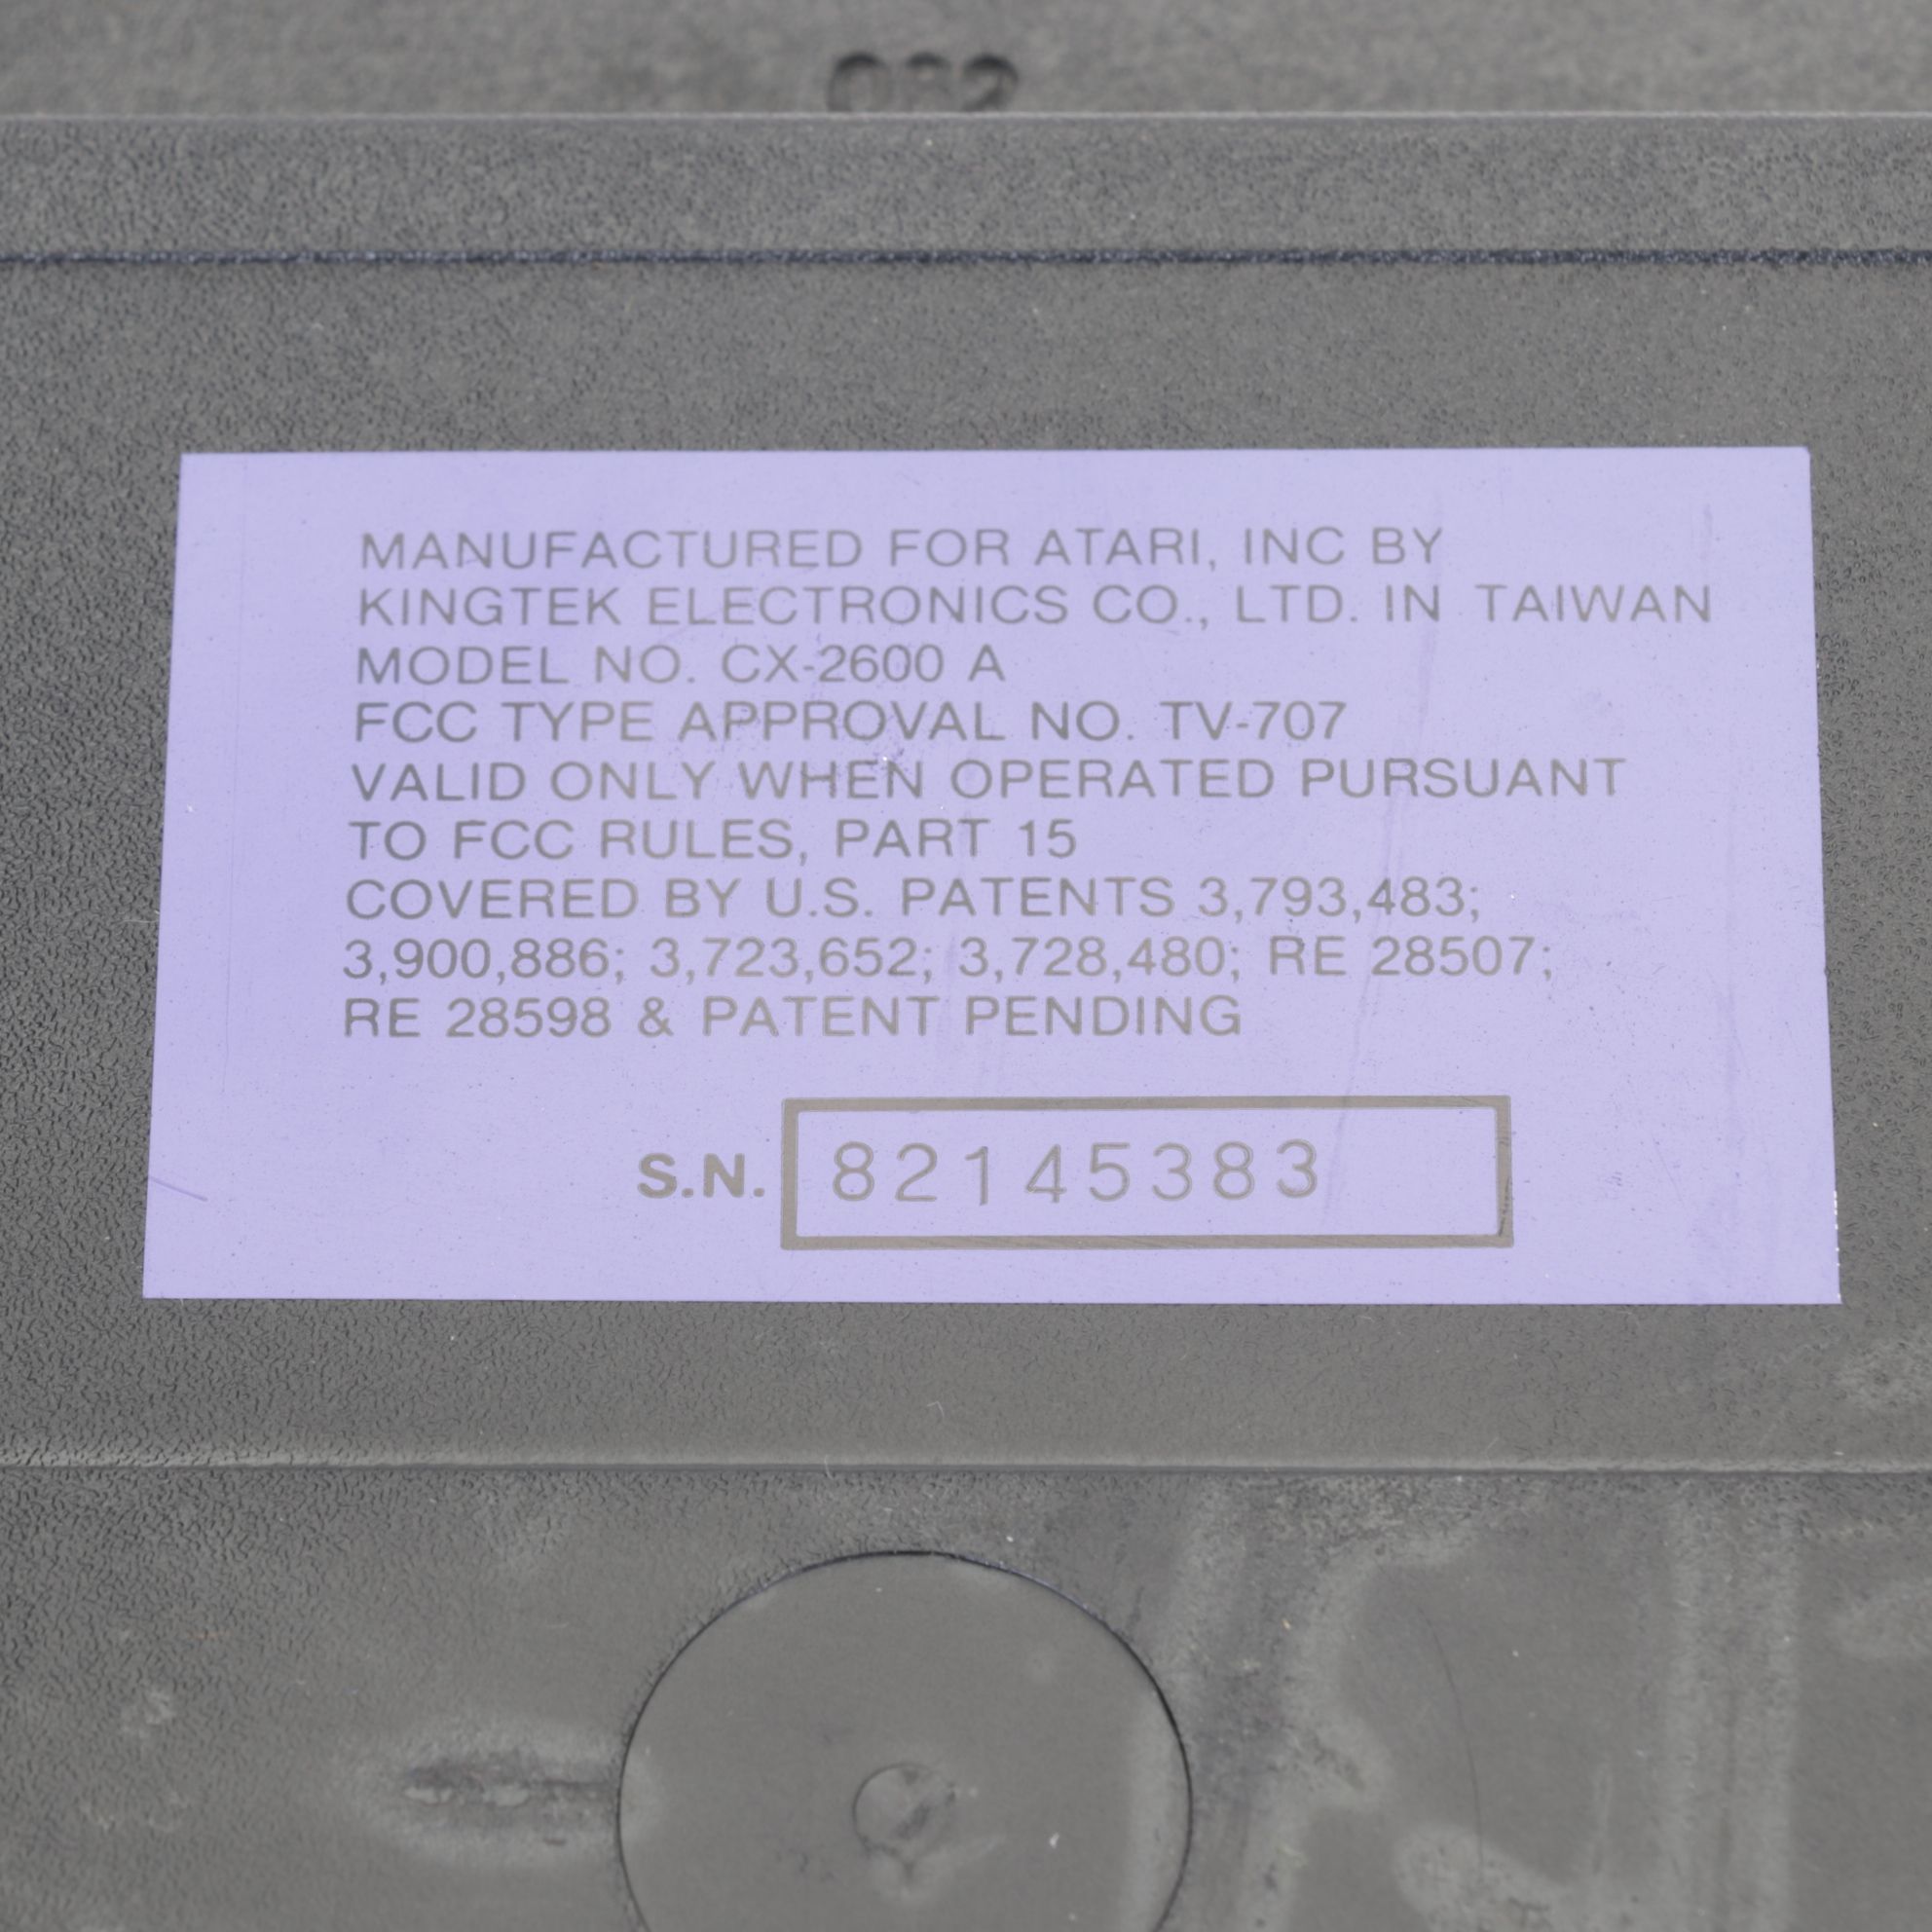 082
MANUFACTURED FOR ATARI, INC BY
KINGTEK ELECTRONICS CO., LTD. IN TAIWAN
MODEL NO. CX-2600 A
FCC TYPE APPROVAL NO. TV-707
VALID ONLY WHEN OPERATED PURSUANT
TO FCC RULES, PART 15
COVERED BY U.S. PATENTS 3,793,483;
3,900,886; 3,723,652; 3,728,480; RE 28507;
RE 28598 & PATENT PENDING
S.N. 82145383